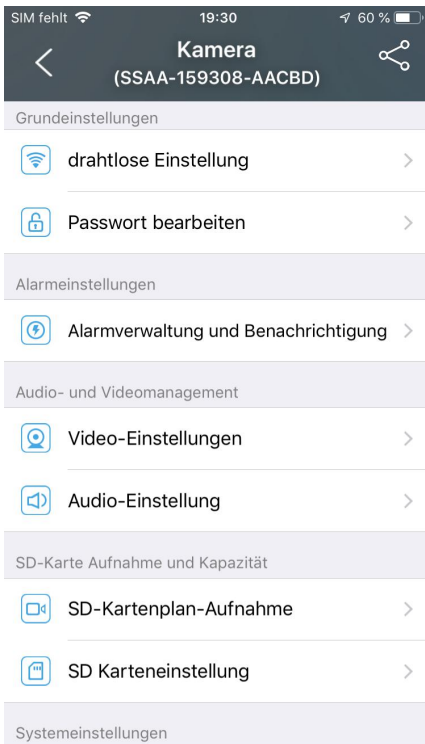 SIM fehlt 19:30 60 %
Kamera
(SSAA-159308-AACBD)
Grundeinstellungen
drahtlose Einstellung
Passwort bearbeiten
Alarmeinstellungen
Alarmverwaltung und Benachrichtigung
Audio- und Videomanagement
Video-Einstellungen
Audio-Einstellung
SD-Karte Aufnahme und Kapazität
SD-Kartenplan-Aufnahme
SD Karteneinstellung
Systemeinstellungen